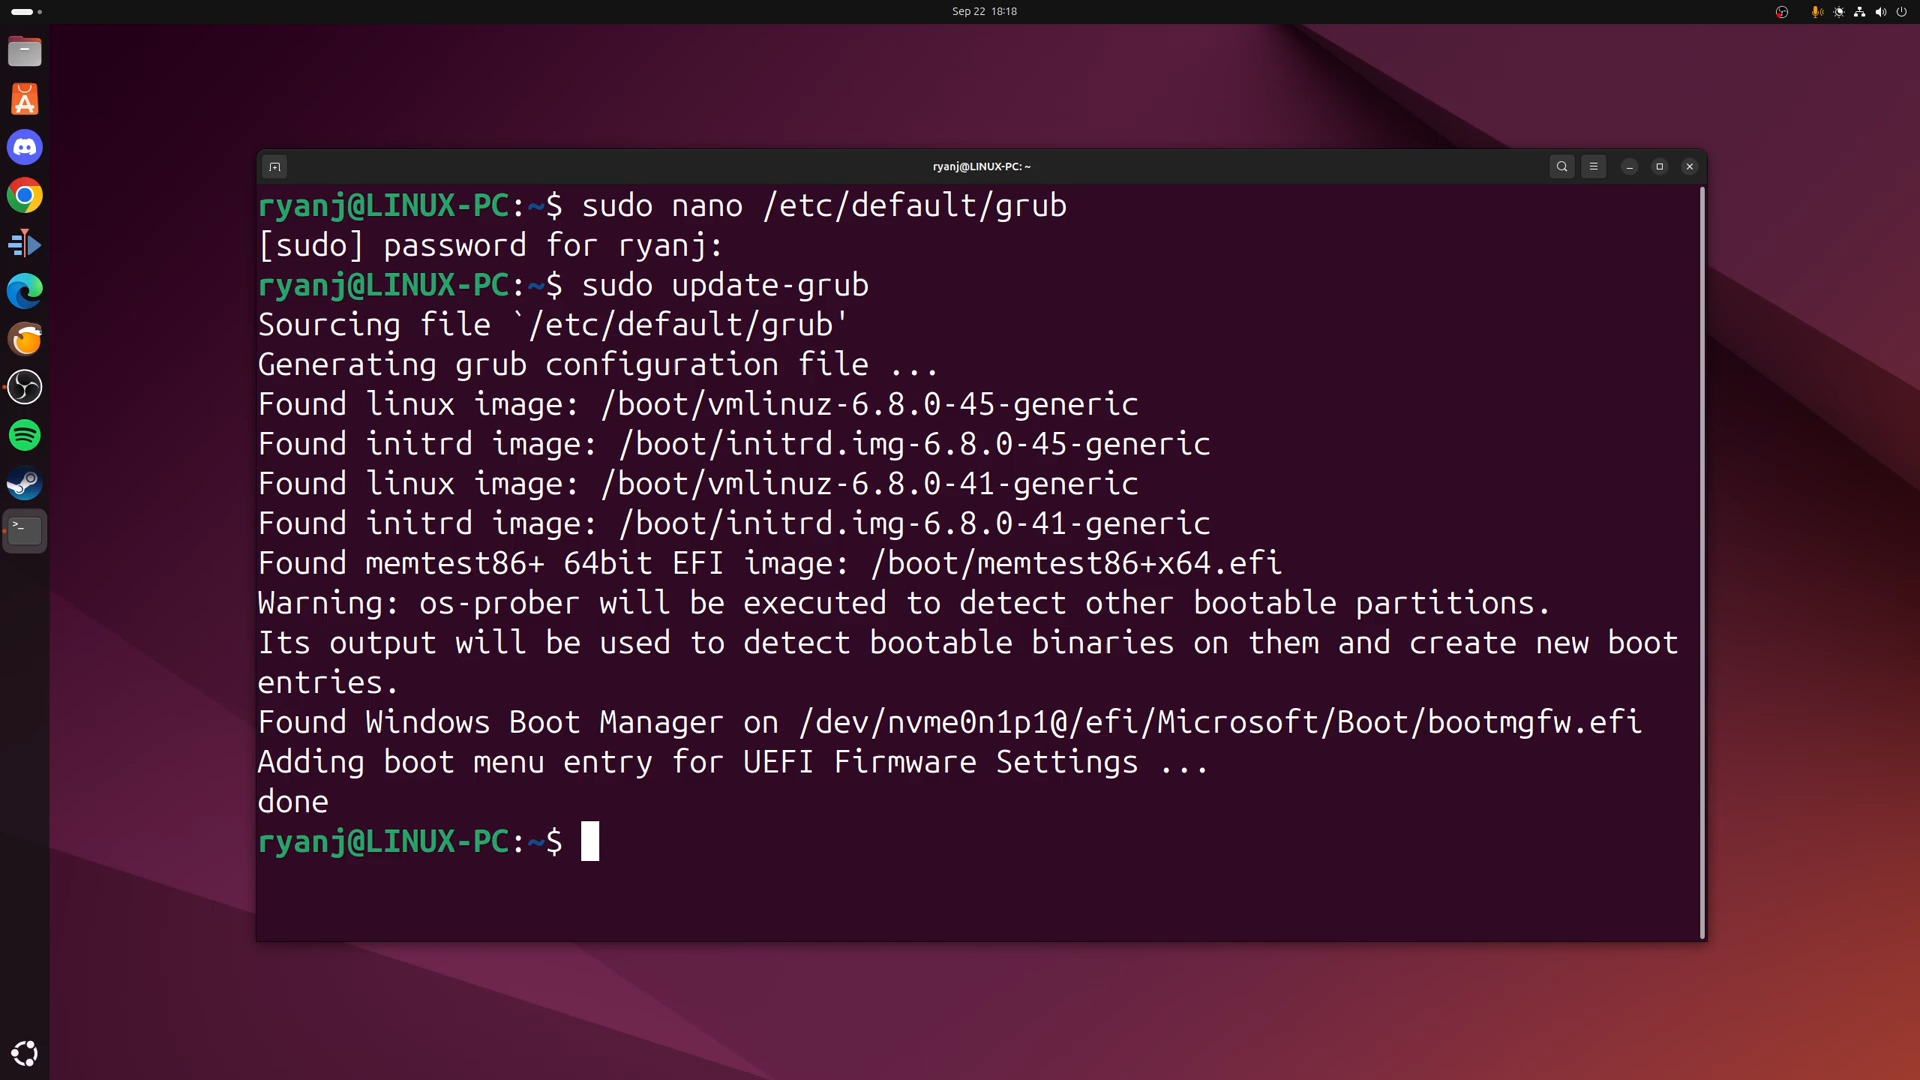 Sep 22 18:18
ryanj@LINUX-PC: ~
ryanj@LINUX-PC:~$ sudo nano /etc/default/grub
[sudo] password for ryanj:
ryanj@LINUX-PC:~$ sudo update-grub
Sourcing file `/etc/default/grub'
Generating grub configuration file ...
Found linux image: /boot/vmlinuz-6.8.0-45-generic
Found initrd image: /boot/initrd.img-6.8.0-45-generic
Found linux image: /boot/vmlinuz-6.8.0-41-generic
Found initrd image: /boot/initrd.img-6.8.0-41-generic
Found memtest86+ 64bit EFI image: /boot/memtest86+x64.efi
Warning: os-prober will be executed to detect other bootable partitions.
Its output will be used to detect bootable binaries on them and create new boot
entries.
Found Windows Boot Manager on /dev/nvme0n1p1@/efi/Microsoft/Boot/bootmgfw.efi
Adding boot menu entry for UEFI Firmware Settings ...
done
ryanj@LINUX-PC:~$